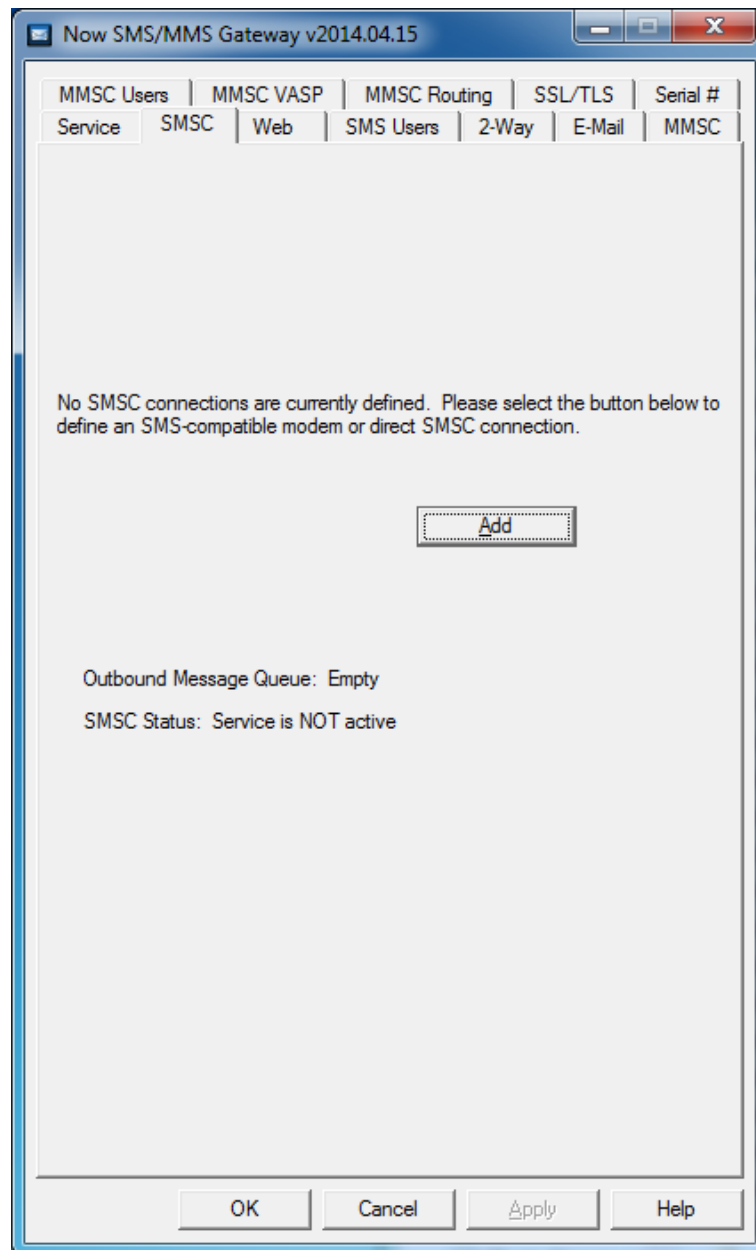 Now SMS/MMS Gateway v2014.04.15
MMSC Users MMSC VASP MMSC Routing SSL/TLS Serial #
Service SMSC Web SMS Users 2-Way E-Mail MMSC
No SMSC connections are currently defined. Please select the button below to
define an SMS-compatible modem or direct SMSC connection.
Add
Outbound Message Queue: Empty
SMSC Status: Service is NOT active
OK Cancel Apply Help